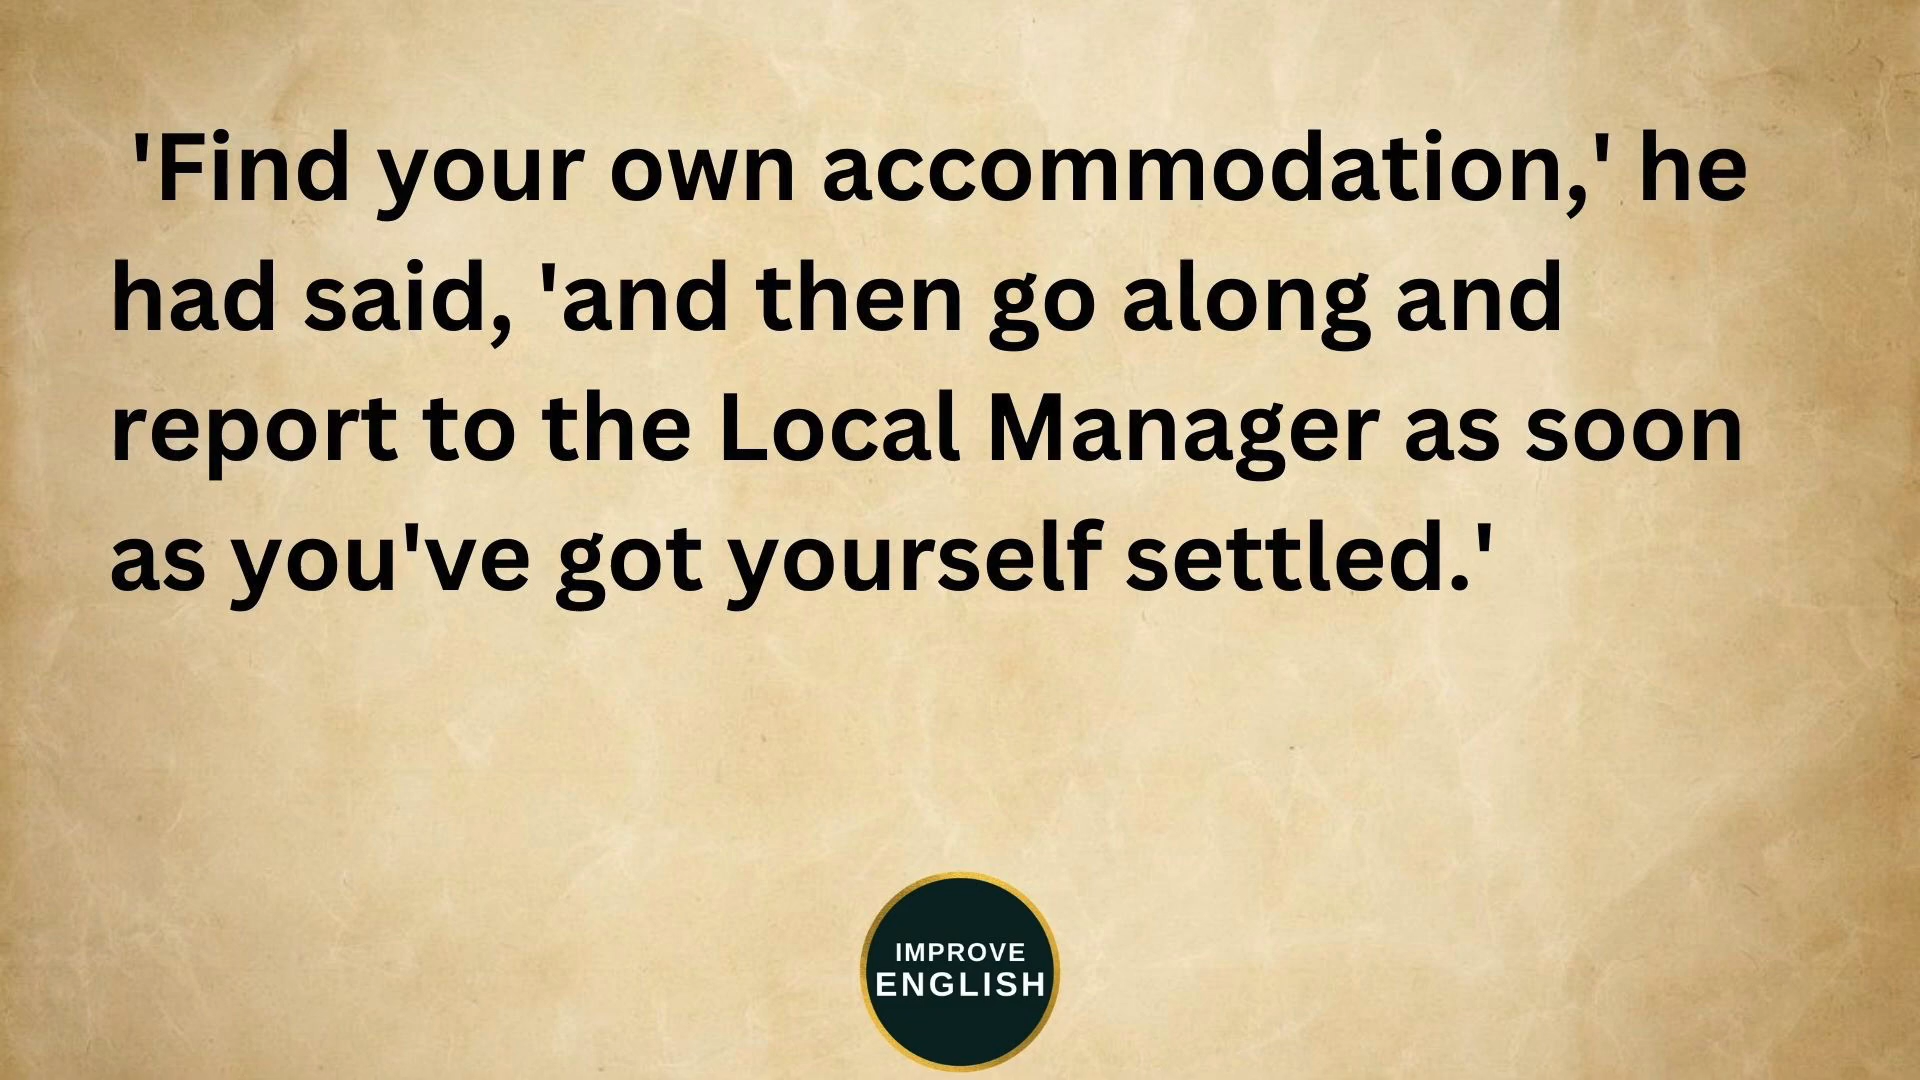 'Find your own accommodation,' he
had said, 'and then go along and
report to the Local Manager as soon
as you've got yourself settled.'
IMPROVE
ENGLISH